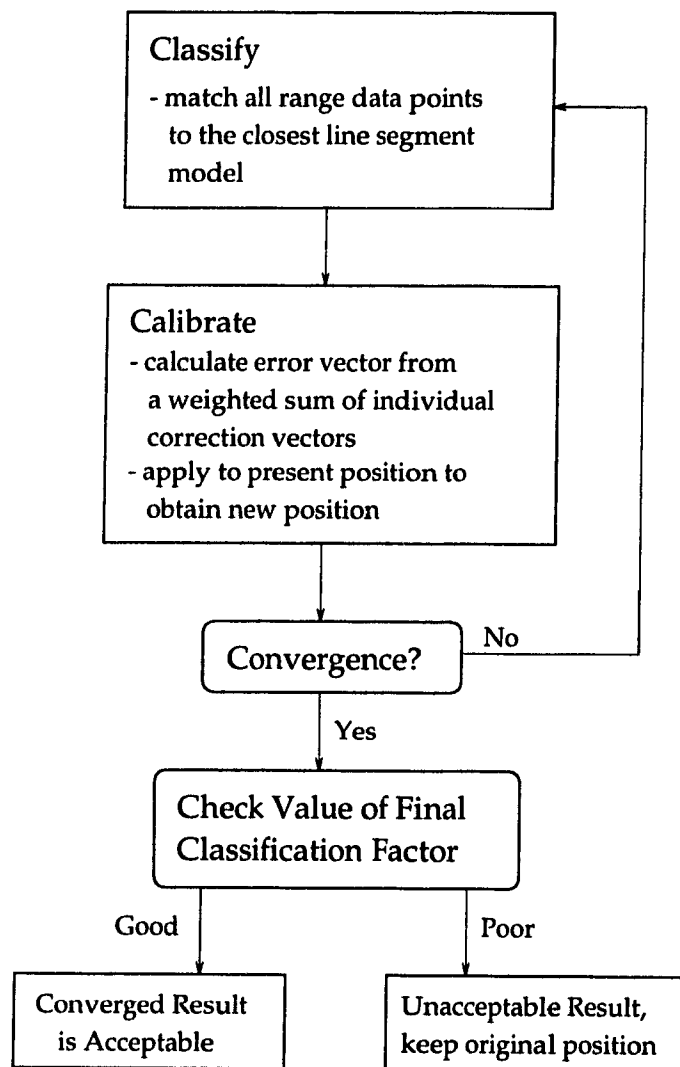 Classify
- match all range data points
to the closest line segment
model
Calibrate
- calculate error vector from
a weighted sum of individual
correction vectors
- apply to present position to
obtain new position
Convergence?
No
Yes
Check Value of Final
Classification Factor
Good
Poor
Converged Result
is Acceptable
Unacceptable Result,
keep original position